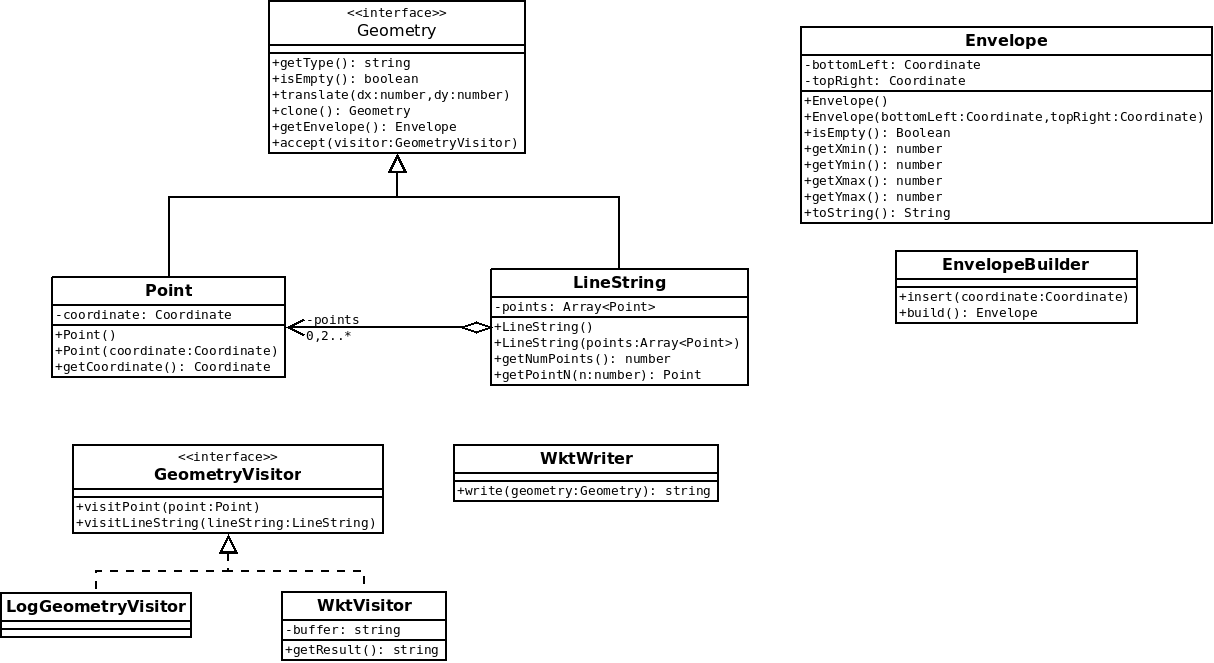 <<interface>>
Geometry
+getType(): string
+isEmpty(): boolean
+translate(dx:number,dy:number)
+clone(): Geometry
+getEnvelope(): Envelope
+accept(visitor:GeometryVisitor)
Envelope
-bottomLeft: Coordinate
-topRight: Coordinate
+Envelope()
+Envelope(bottomLeft:Coordinate,topRight:Coordinate)
+isEmpty(): Boolean
+getXmin(): number
+getYmin(): number
+getXmax(): number
+getYmax(): number
+toString(): String
EnvelopeBuilder
+insert(coordinate:Coordinate)
+build(): Envelope
Point
-coordinate: Coordinate
+Point()
+Point(coordinate:Coordinate)
+getCoordinate(): Coordinate
-points
0,2..*
LineString
-points: Array<Point>
+LineString()
+LineString(points:Array<Point>)
+getNumPoints(): number
+getPointN(n:number): Point
<<interface>>
GeometryVisitor
+visitPoint(point:Point)
+visitLineString(lineString:LineString)
WktWriter
+write(geometry:Geometry): string
LogGeometryVisitor
WktVisitor
-buffer: string
+getResult(): string